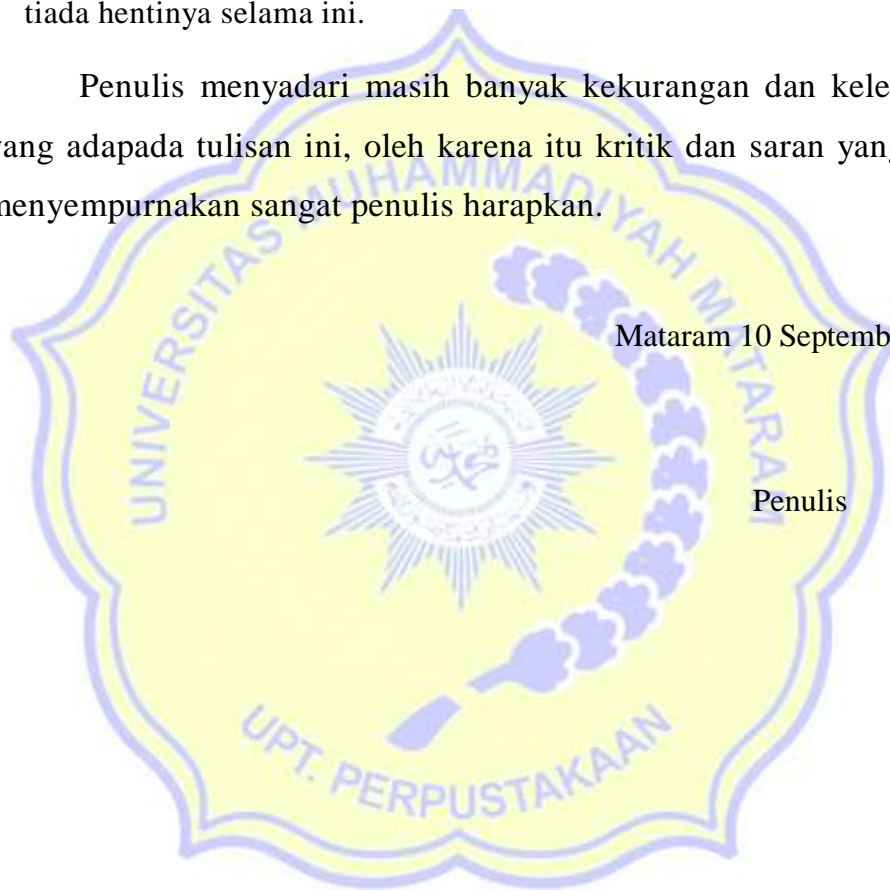 tiada hentinya selama ini.
Penulis menyadari masih banyak kekurangan dan kele
yang adapada tulisan ini, oleh karena itu kritik dan saran yang
menyempurnakan sangat penulis harapkan.
UNIVERSITAS MUHAMMADIYAH MATARAM
Mataram 10 Septemb
Penulis
UPT. PERPUSTAKAAN